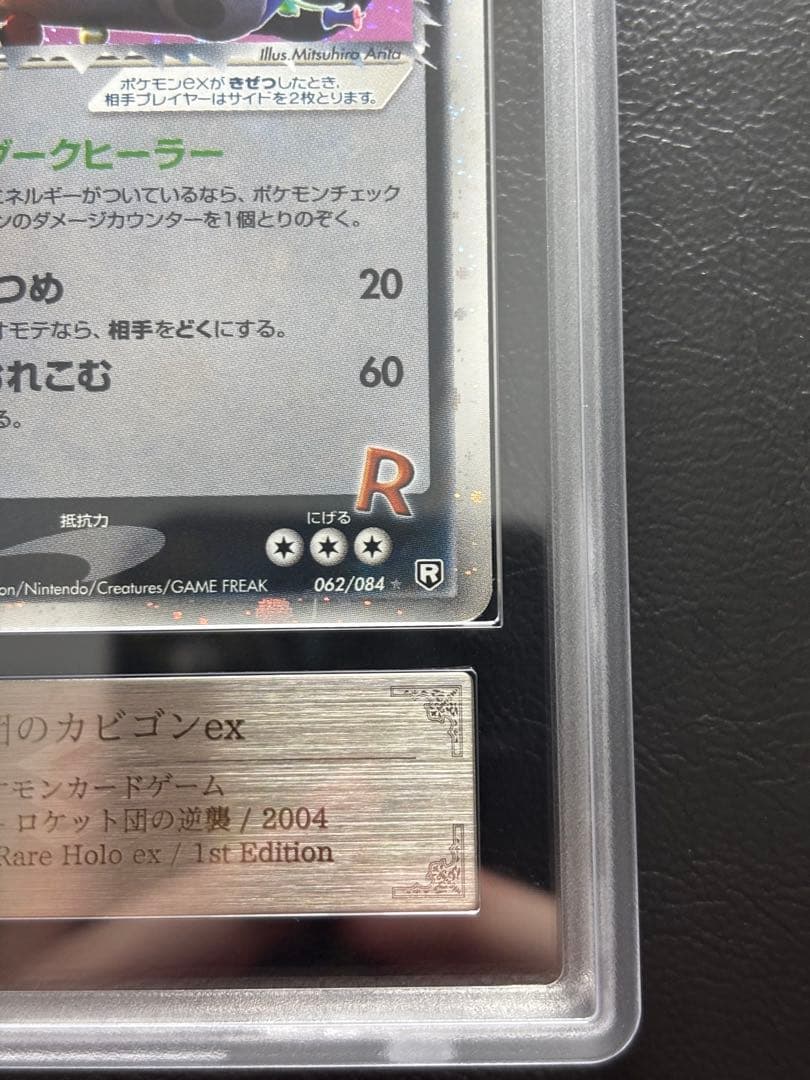 Illus.Mitsuhiro Arita
ポケモンexが きぜつしたとき、
相手プレイヤーはサイドを2枚とります。
ダークヒーラー
エネルギーがついているなら、ポケモンチェック
ンのダメージカウンターを1個とりのぞく。
つめ 20
オモテなら、相手をどくにする。
れこむ 60
る。
R
抵抗力 にげる
on/Nintendo/Creatures/GAME FREAK 062/084 R
団のカビゴンex
ケモンカードゲーム
ロケット団の逆襲 / 2004
Rare Holo ex / 1st Edition